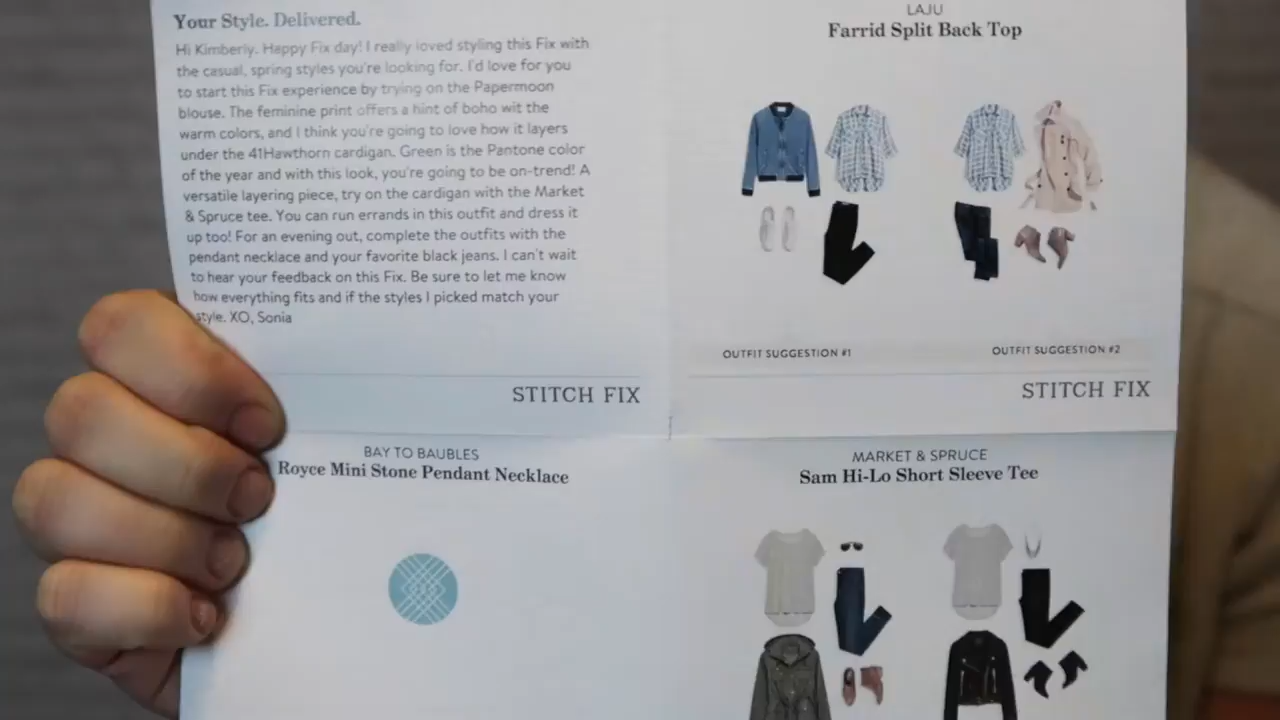 Your Style. Delivered.
Hi Kimberly. Happy Fix day! I really loved styling this Fix with
the casual, spring styles you're looking for. I'd love for you
to start this Fix experience by trying on the Papermoon
blouse. The feminine print offers a hint of boho wit the
warm colors, and I think you're going to love how it layers
under the 41Hawthorn cardigan. Green is the Pantone color
of the year and with this look, you're going to be on-trend! A
versatile layering piece, try on the cardigan with the Market
& Spruce tee. You can run errands in this outfit and dress it
up too! For an evening out, complete the outfits with the
pendant necklace and your favorite black jeans. I can't wait
to hear your feedback on this Fix. Be sure to let me know
how everything fits and if the styles I picked match your
style. XO, Sonia
STITCH FIX
LAJU
Farrid Split Back Top
OUTFIT SUGGESTION #1
OUTFIT SUGGESTION #2
STITCH FIX
BAY TO BAUBLES
Royce Mini Stone Pendant Necklace
MARKET & SPRUCE
Sam Hi-Lo Short Sleeve Tee